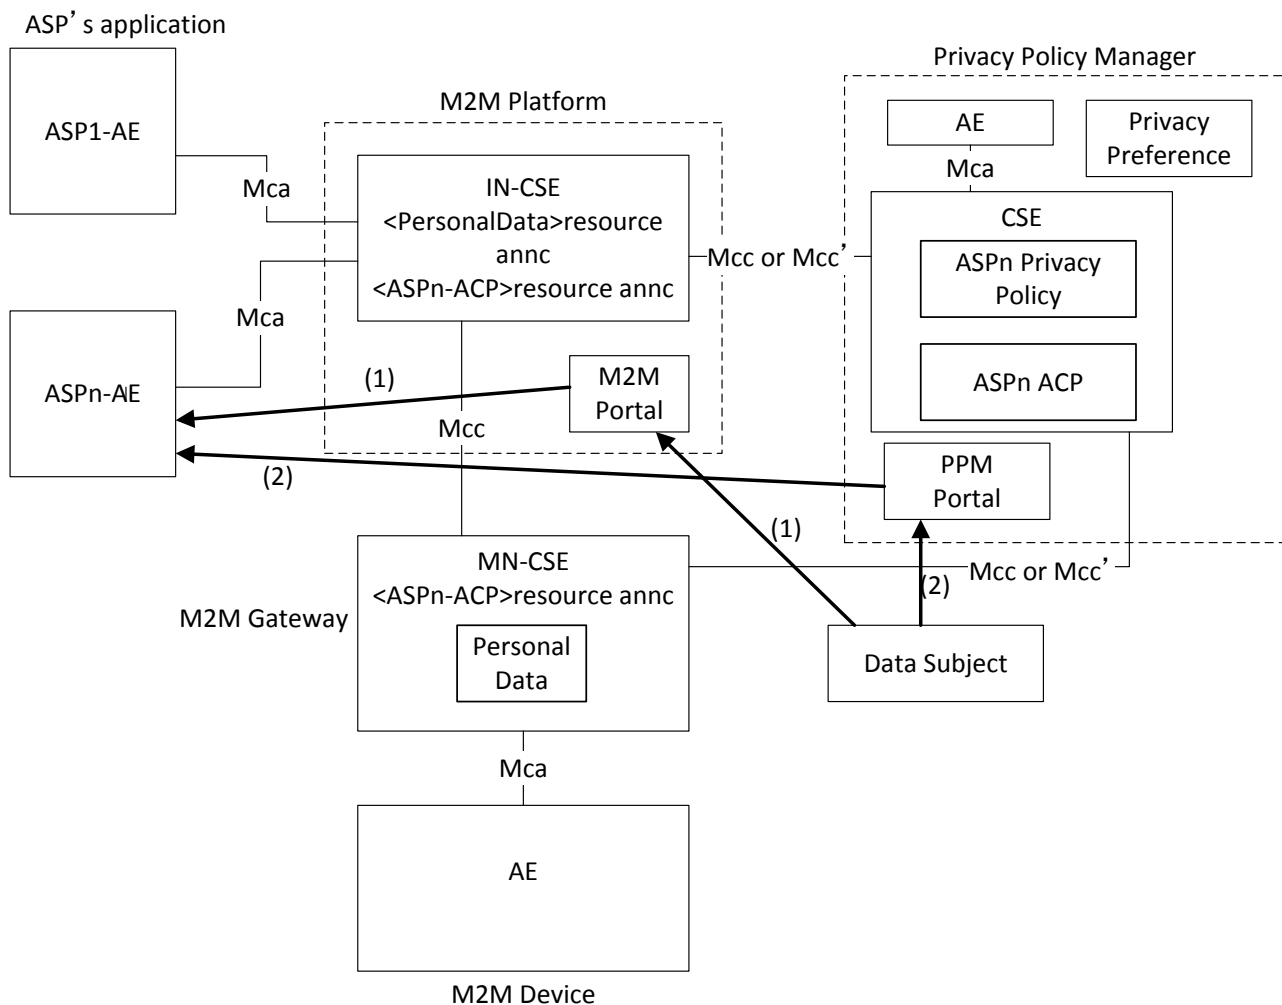 ASP’s application
Privacy Policy Manager
M2M Platform
ASP1-AE
AE
Privacy
Preference
Mca
Mca
IN-CSE
<PersonalData>resource
annc
<ASPn-ACP>resource annc
CSE
Mcc or Mcc’
ASPn Privacy
Policy
Mca
ASPn-AE
(1)
M2M
Portal
ASPn ACP
Mcc
(2)
PPM
Portal
(1)
MN-CSE
<ASPn-ACP>resource annc
Mcc or Mcc’
(2)
M2M Gateway
Personal
Data
Data Subject
Mca
AE
M2M Device